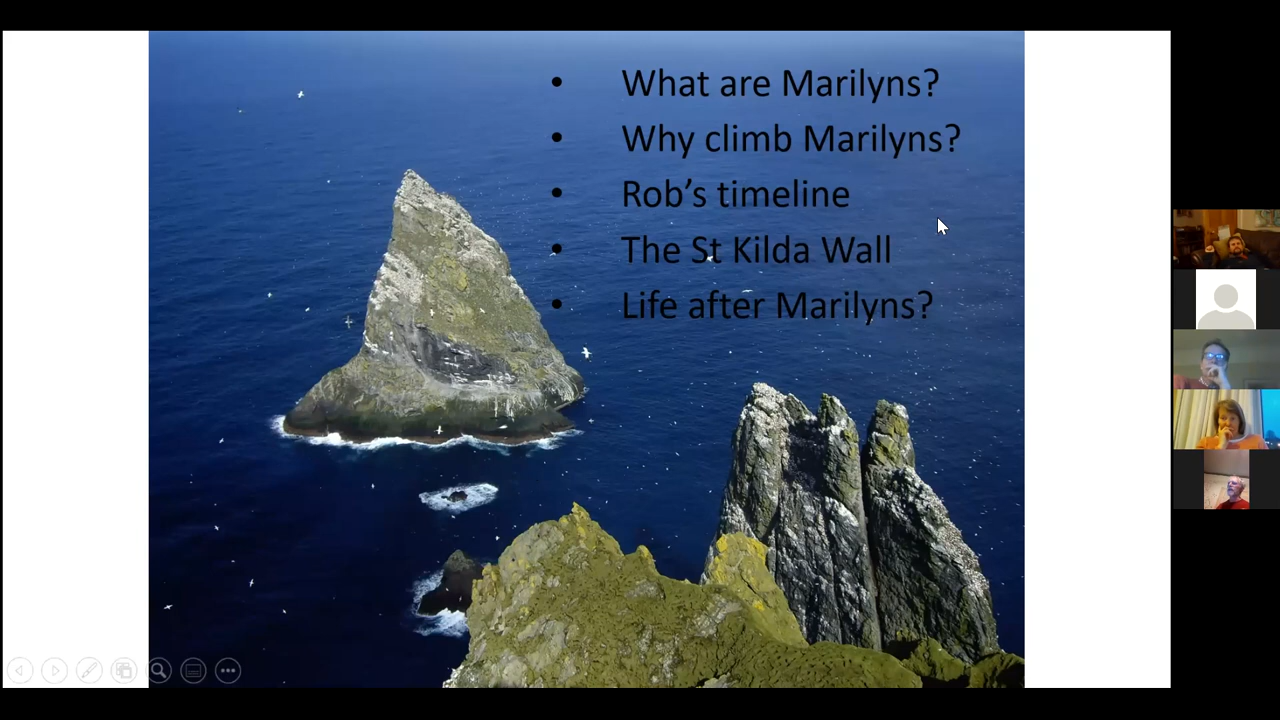 • What are Marilyns?
• Why climb Marilyns?
• Rob's timeline
• The St Kilda Wall
• Life after Marilyns?